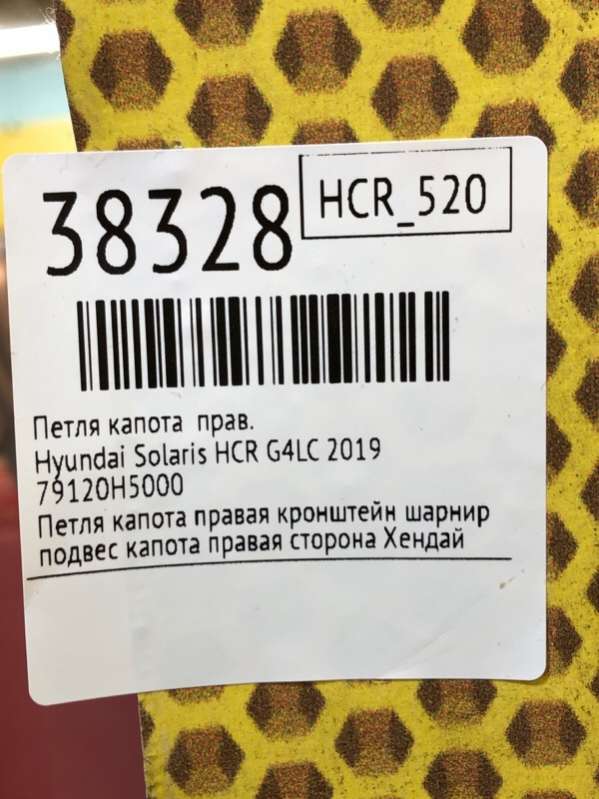 38328
HCR_520
Петля капота прав.
Hyundai Solaris HCR G4LC 2019
79120H5000
Петля капота правая кронштейн шарнир
подвес капота правая сторона Хендай